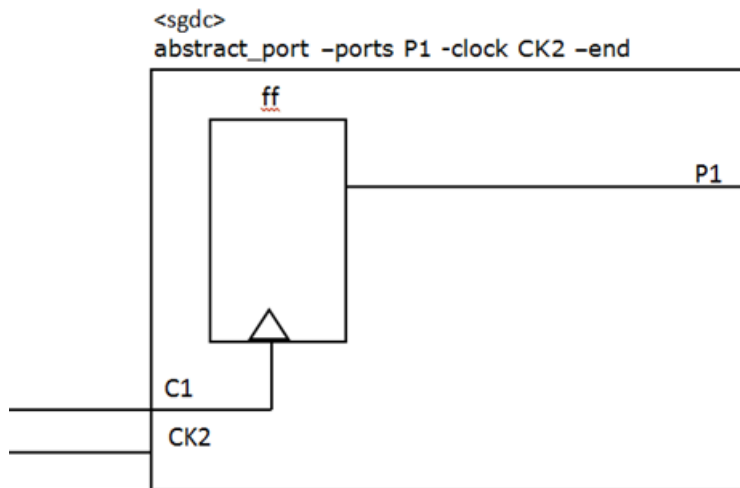 <sgdc>
abstract_port –ports P1 -clock CK2 –end
ff
P1
C1
CK2